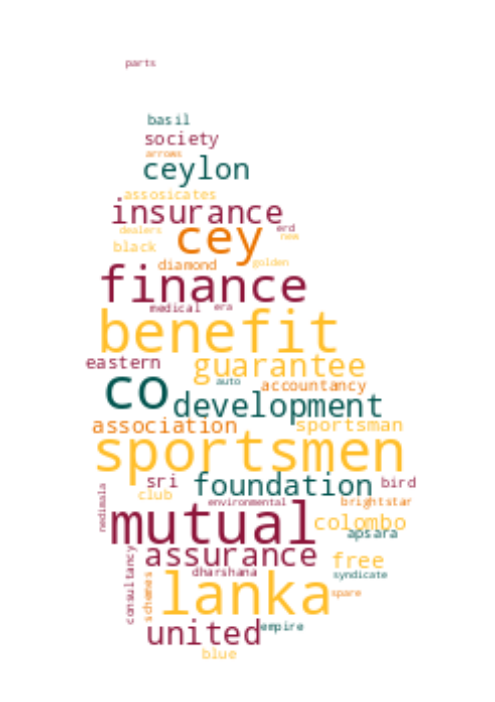 parts
basil
society
arrows
ceylon
assosicates
insurance
dealers cey erd
new
black
diamond golden
finance
medical era
benefit
eastern guarantee
co auto accountancy
development
association sportsman
sportsmen
sri foundation bird
club
nedimala environmental brightstar
mutual colombo
apsara
assurance free
consultancy schemes dharshana syndicate
lanka spare
united empire
blue